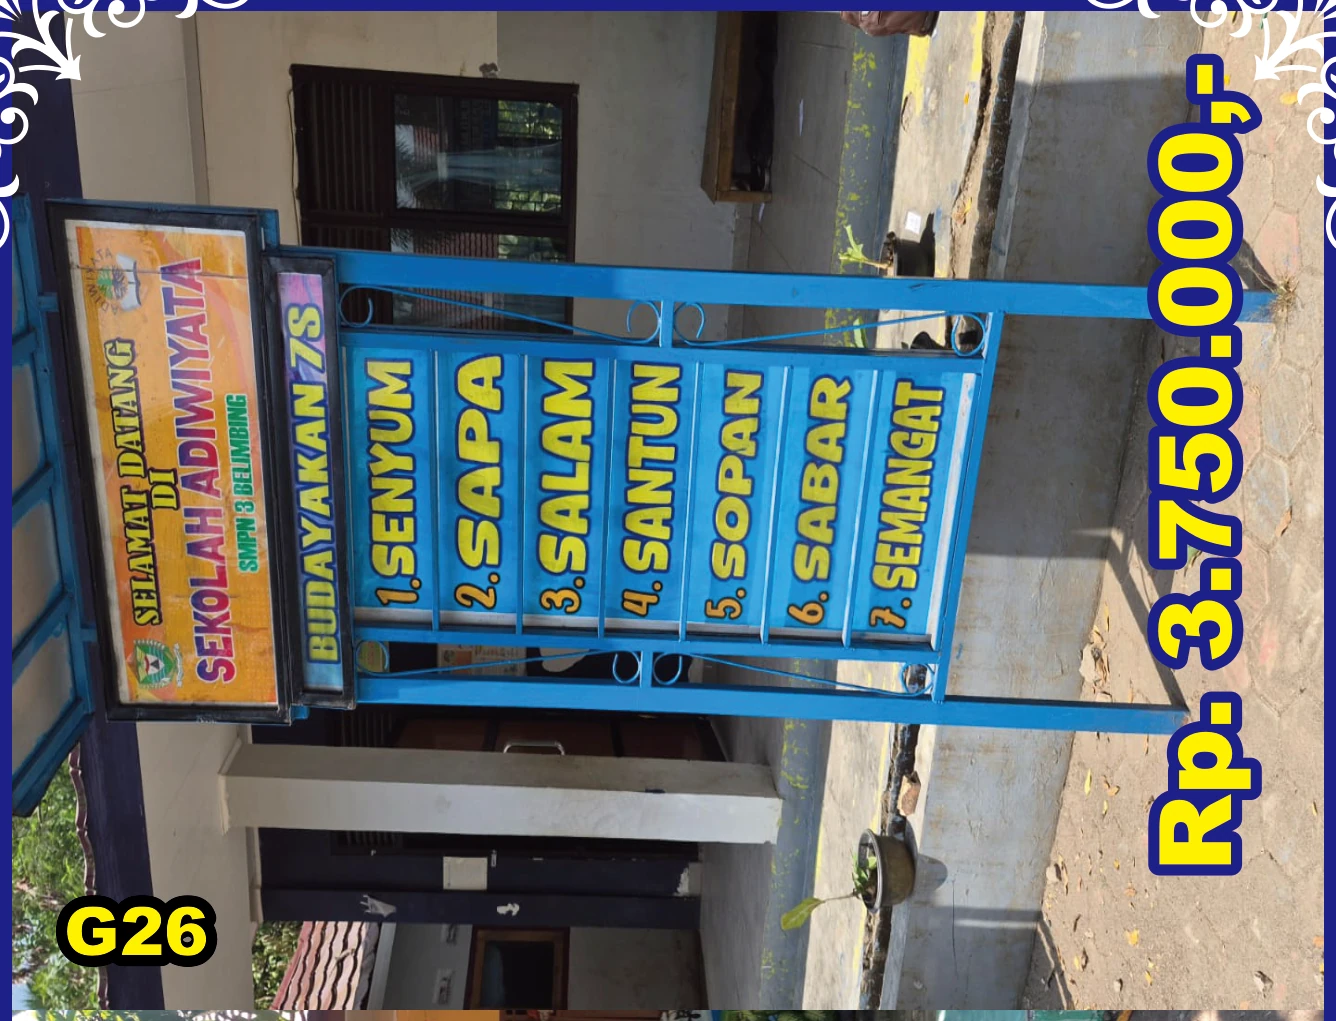 SELAMAT DATANG
DI
SEKOLAH ADIWIYATA
SMPN 3 BELIMBING
ADIWIYATA
BUDAYAKAN 7S
1. SENYUM
2. SAPA
3. SALAM
4. SANTUN
5. SOPAN
6. SABAR
7. SEMANGAT
Rp. 3.750.000,-
G26